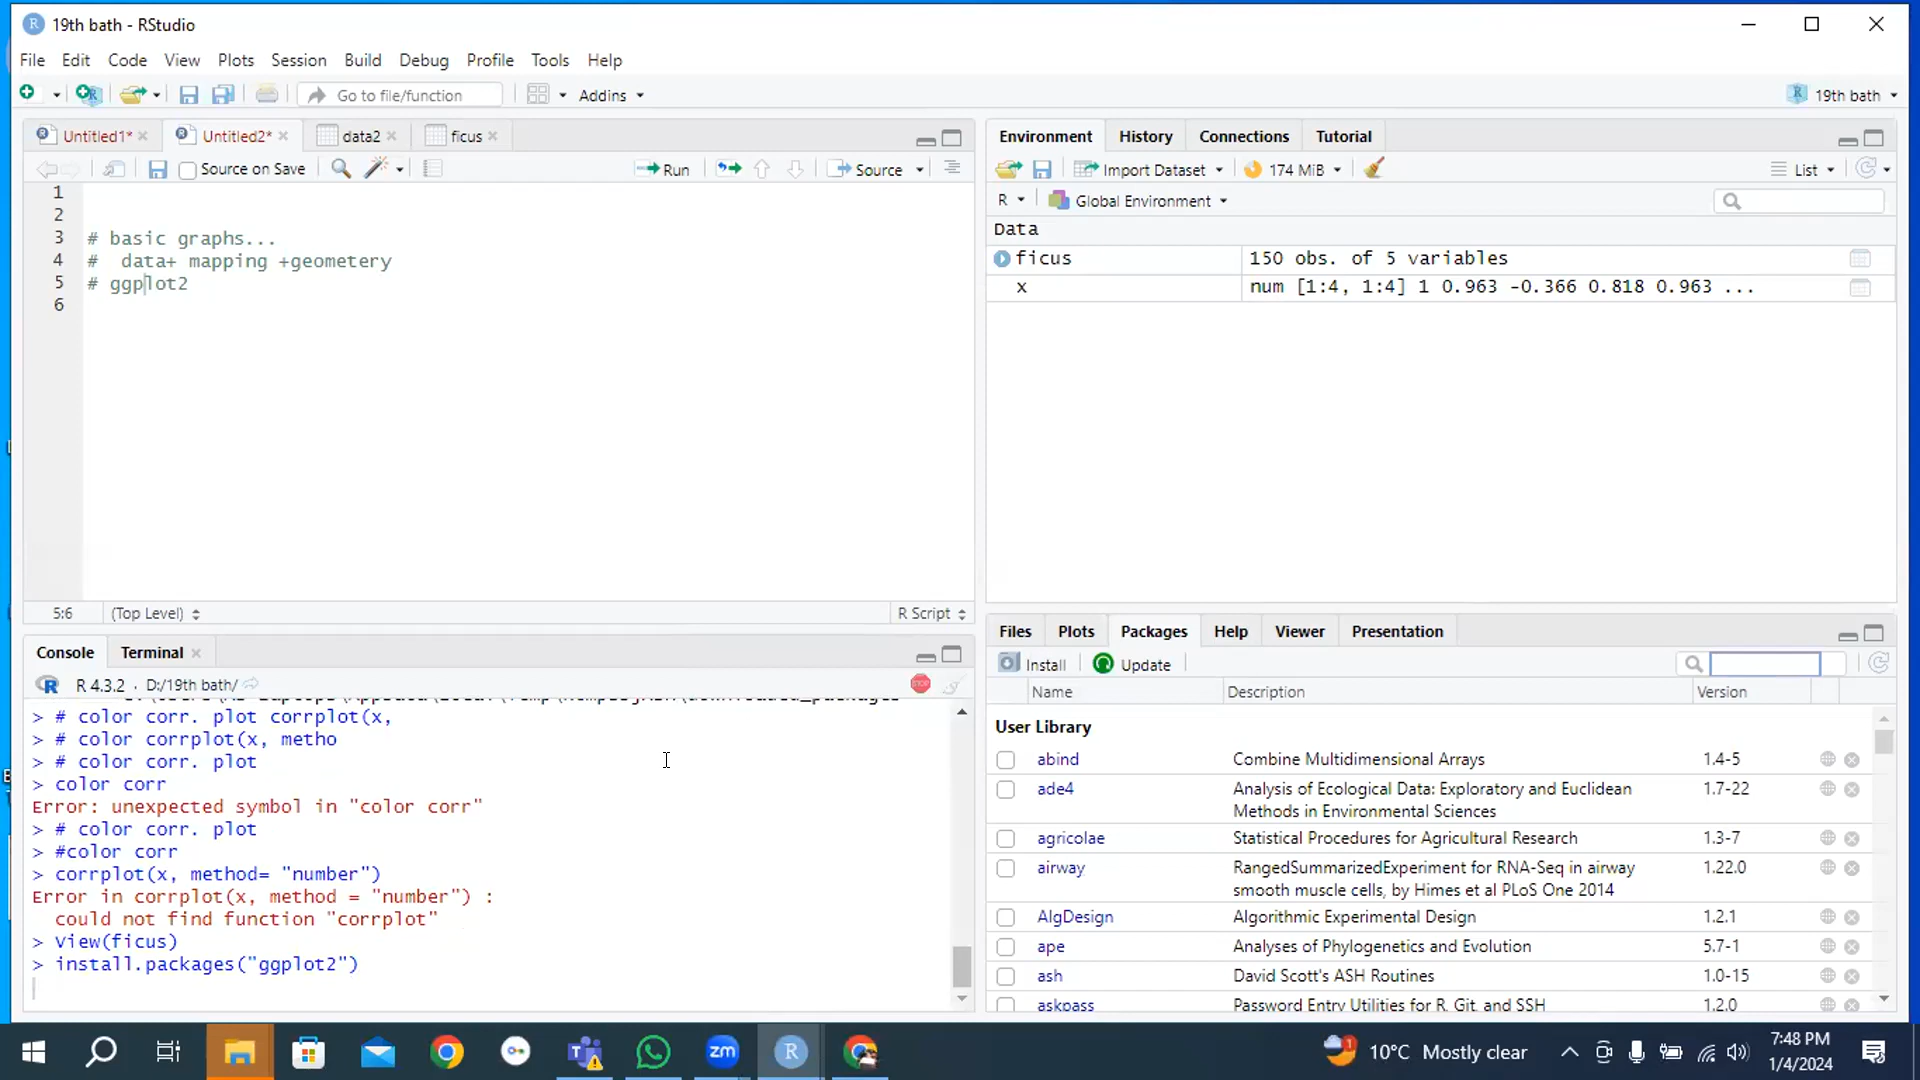 19th bath - RStudio
File Edit Code View Plots Session Build Debug Profile Tools Help
Go to file/function Addins 19th bath
Untitled1* Untitled2* data2 ficus
Source on Save Run Source
1
2
3 # basic graphs...
4 #  data+ mapping +geometery
5 # ggplot2
6
5:6 (Top Level) R Script
Console Terminal
R 4.3.2 · D:/19th bath/
> # color corr. plot corrplot(x,
> # color corrplot(x, metho
> # color corr. plot
> color corr
Error: unexpected symbol in "color corr"
> # color corr. plot
> #color corr
> corrplot(x, method= "number")
Error in corrplot(x, method = "number") :
could not find function "corrplot"
> View(ficus)
> install.packages("ggplot2")
Environment History Connections Tutorial
Import Dataset 174 MiB List
R Global Environment
Data
ficus 150 obs. of 5 variables
x num [1:4, 1:4] 1 0.963 -0.366 0.818 0.963 ...
Files Plots Packages Help Viewer Presentation
Install Update
Name Description Version
User Library
abind Combine Multidimensional Arrays 1.4-5
ade4 Analysis of Ecological Data: Exploratory and Euclidean 1.7-22
Methods in Environmental Sciences
agricolae Statistical Procedures for Agricultural Research 1.3-7
airway RangedSummarizedExperiment for RNA-Seq in airway 1.22.0
smooth muscle cells, by Himes et al PLoS One 2014
AlgDesign Algorithmic Experimental Design 1.2.1
ape Analyses of Phylogenetics and Evolution 5.7-1
ash David Scott's ASH Routines 1.0-15
askpass Password Entry Utilities for R, Git, and SSH 1.2.0
zm R 10°C Mostly clear 7:48 PM
1/4/2024